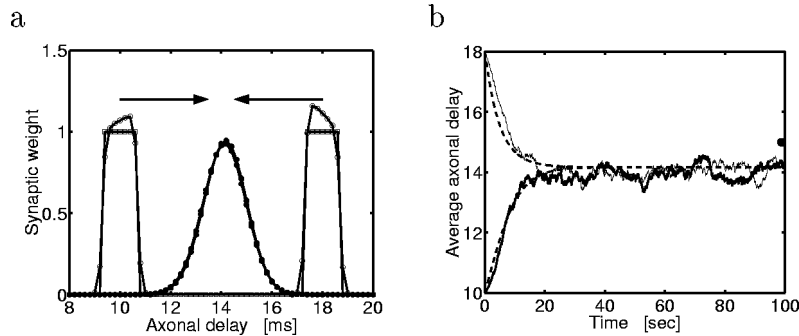 a
1.5
1
0.5
0
8 10 12 14 16 18 20
Axonal delay [ms]
Synaptic weight
b
18
16
14
12
10
0 20 40 60 80 100
Time [sec]
Average axonal delay